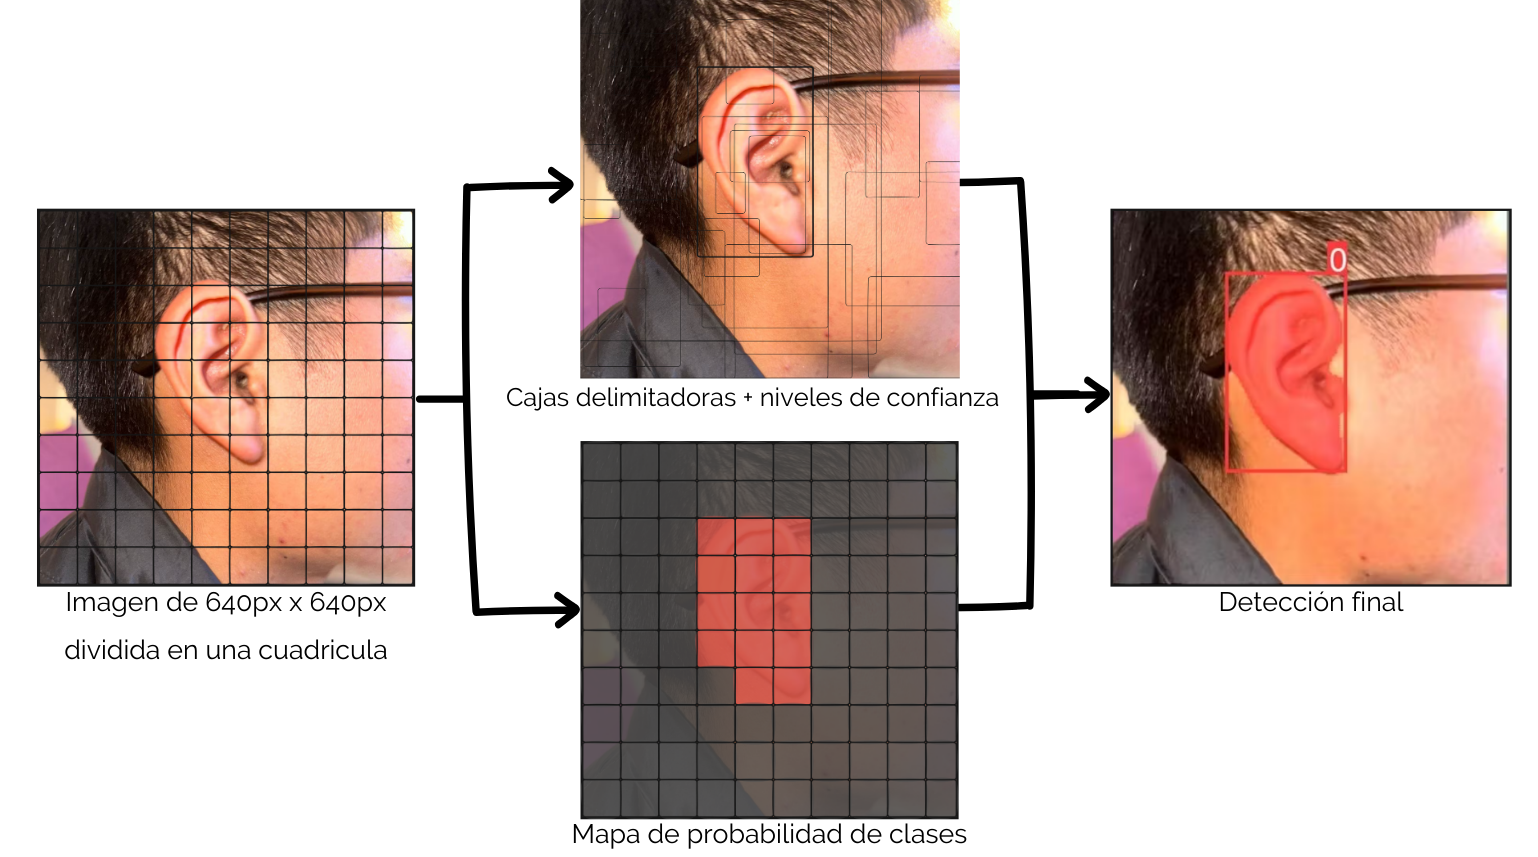 Cajas delimitadoras + niveles de confianza
0
Imagen de 640px x 640px
dividida en una cuadricula
Detección final
Mapa de probabilidad de clases